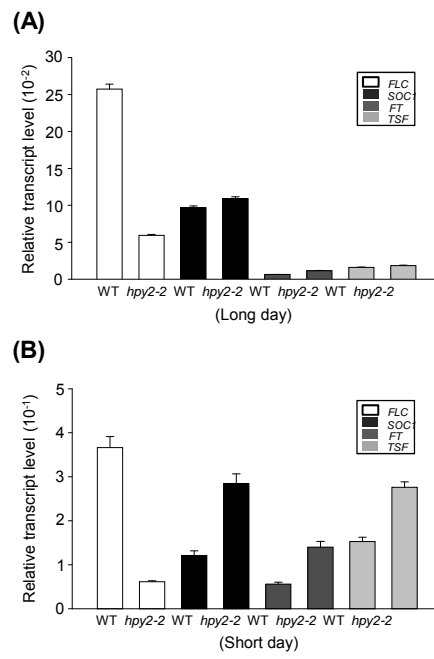 (A)
Relative transcript level (10⁻²)
30
25
20
15
10
5
0
FLC
SOC1
FT
TSF
WT hpy2-2 WT hpy2-2 WT hpy2-2 WT hpy2-2
(Long day)
(B)
Relative transcript level (10⁻¹)
5
4
3
2
1
0
FLC
SOC1
FT
TSF
WT hpy2-2 WT hpy2-2 WT hpy2-2 WT hpy2-2
(Short day)